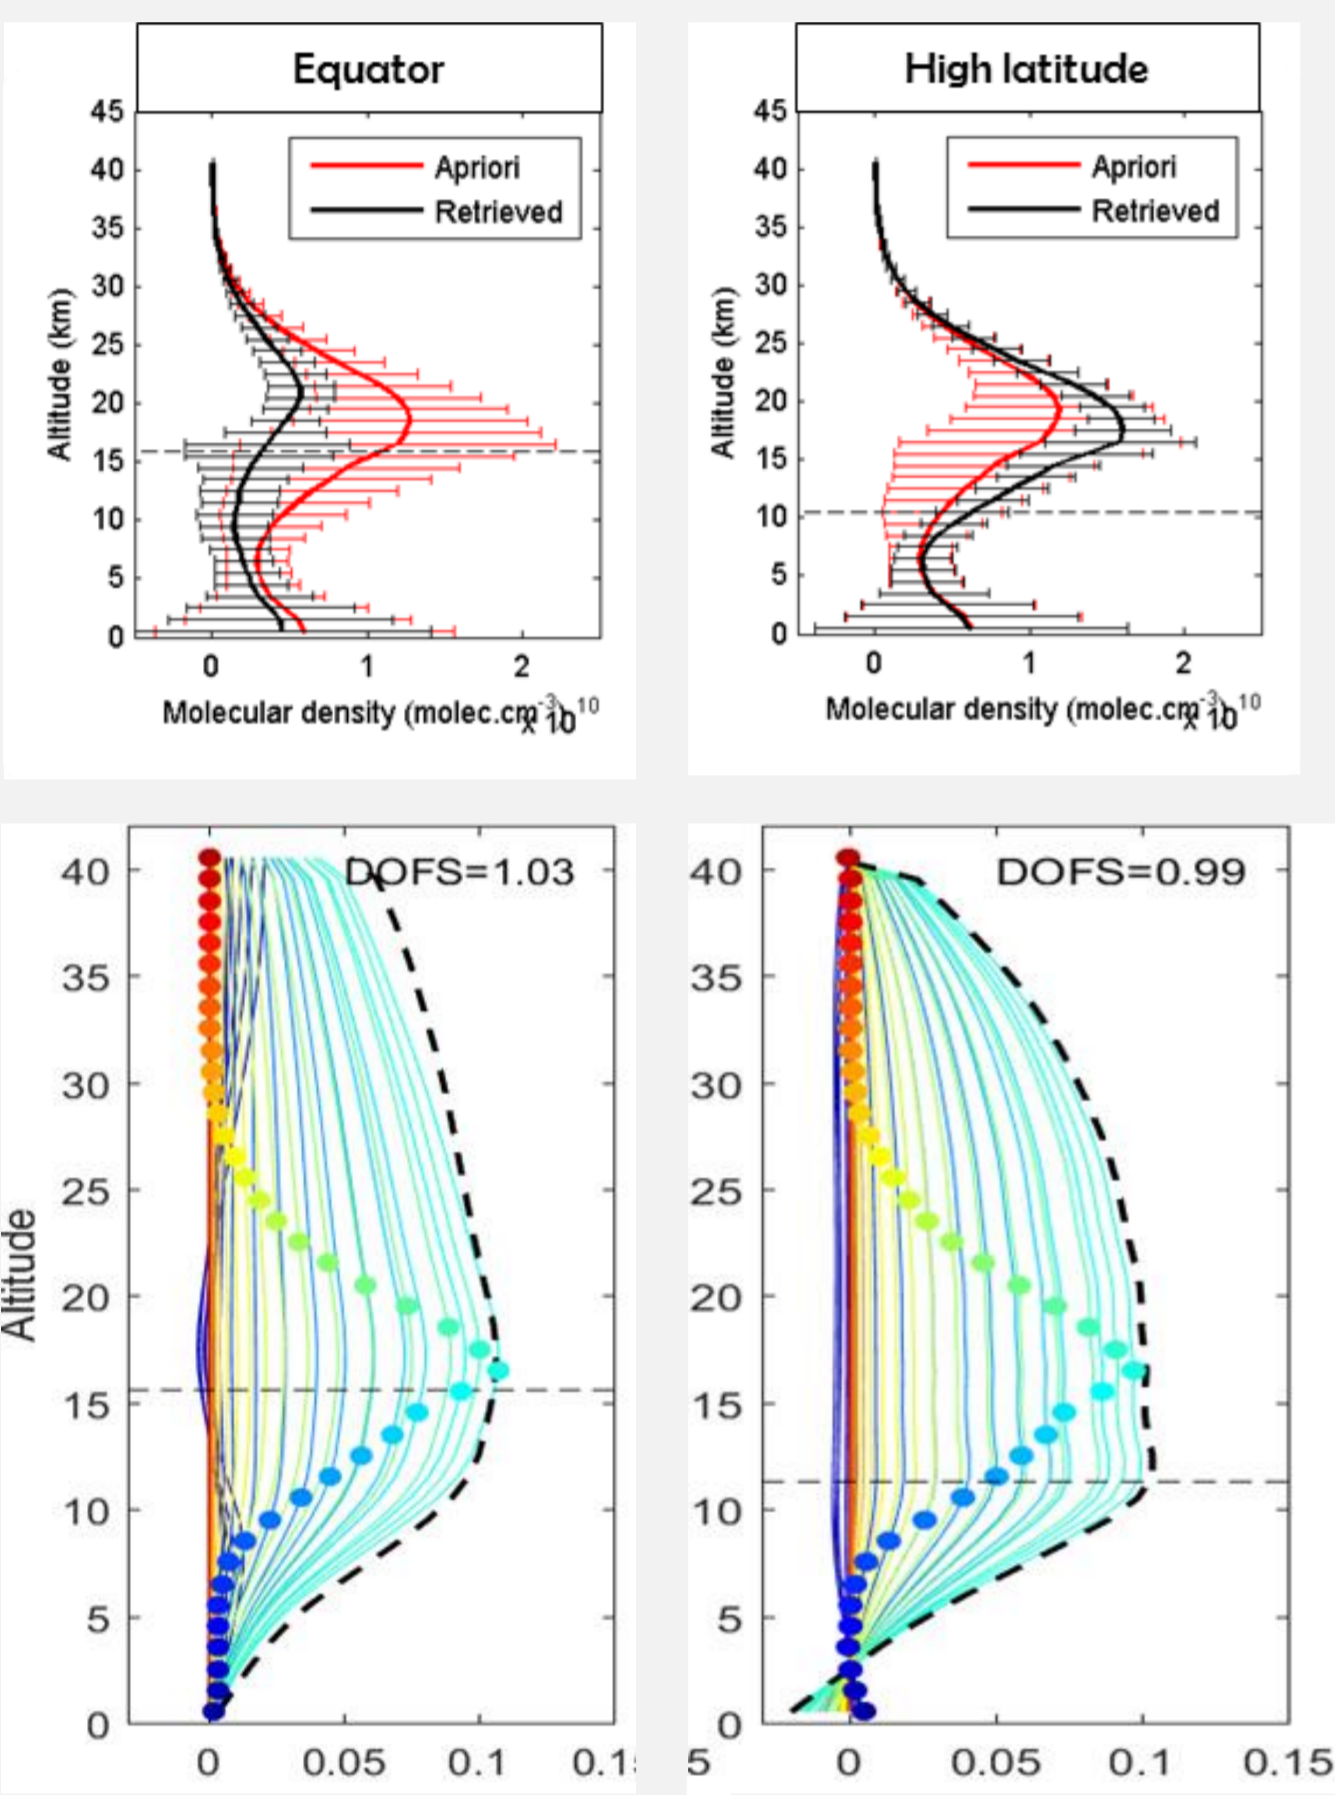 Equator
45
40
35
30
25
20
15
10
5
0
Altitude (km)
Apriori
Retrieved
0 1 2
Molecular density (molec.cm-3)
x 10^10
High latitude
45
40
35
30
25
20
15
10
5
0
Altitude (km)
Apriori
Retrieved
0 1 2
Molecular density (molec.cm-3)
x 10^10
DOFS=1.03
40
35
30
25
20
15
10
5
0
Altitude
0 0.05 0.1 0.1
DOFS=0.99
40
35
30
25
20
15
10
5
0
5 0 0.05 0.1 0.15